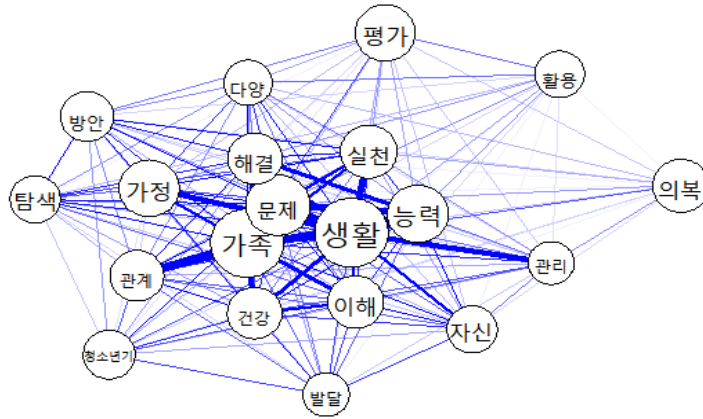 평가
활용
다양
방안
실천
해결
가정
탐색
의복
문제
능력
생활
가족
관리
관계
이해
건강
자신
청소년기
발달